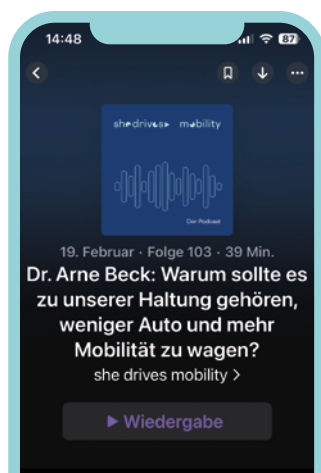 14:48
87
she drives mobility
Der Podcast
19. Februar · Folge 103 · 39 Min.
Dr. Arne Beck: Warum sollte es
zu unserer Haltung gehören,
weniger Auto und mehr
Mobilität zu wagen?
she drives mobility >
Wiedergabe